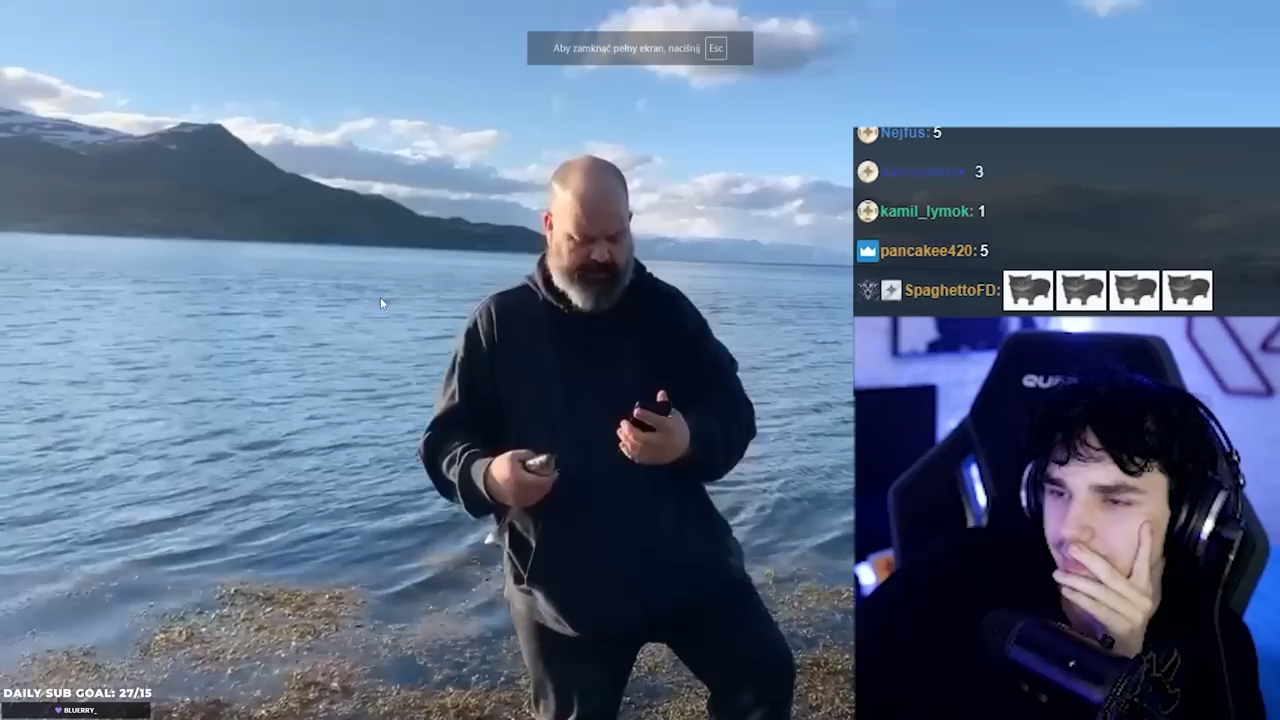 Aby zamknąć pełny ekran, naciśnij Esc
Nejfus: 5
3
kamil_lymok: 1
pancakee420: 5
SpaghettoFD:
DAILY SUB GOAL: 27/15
BLUERRY_